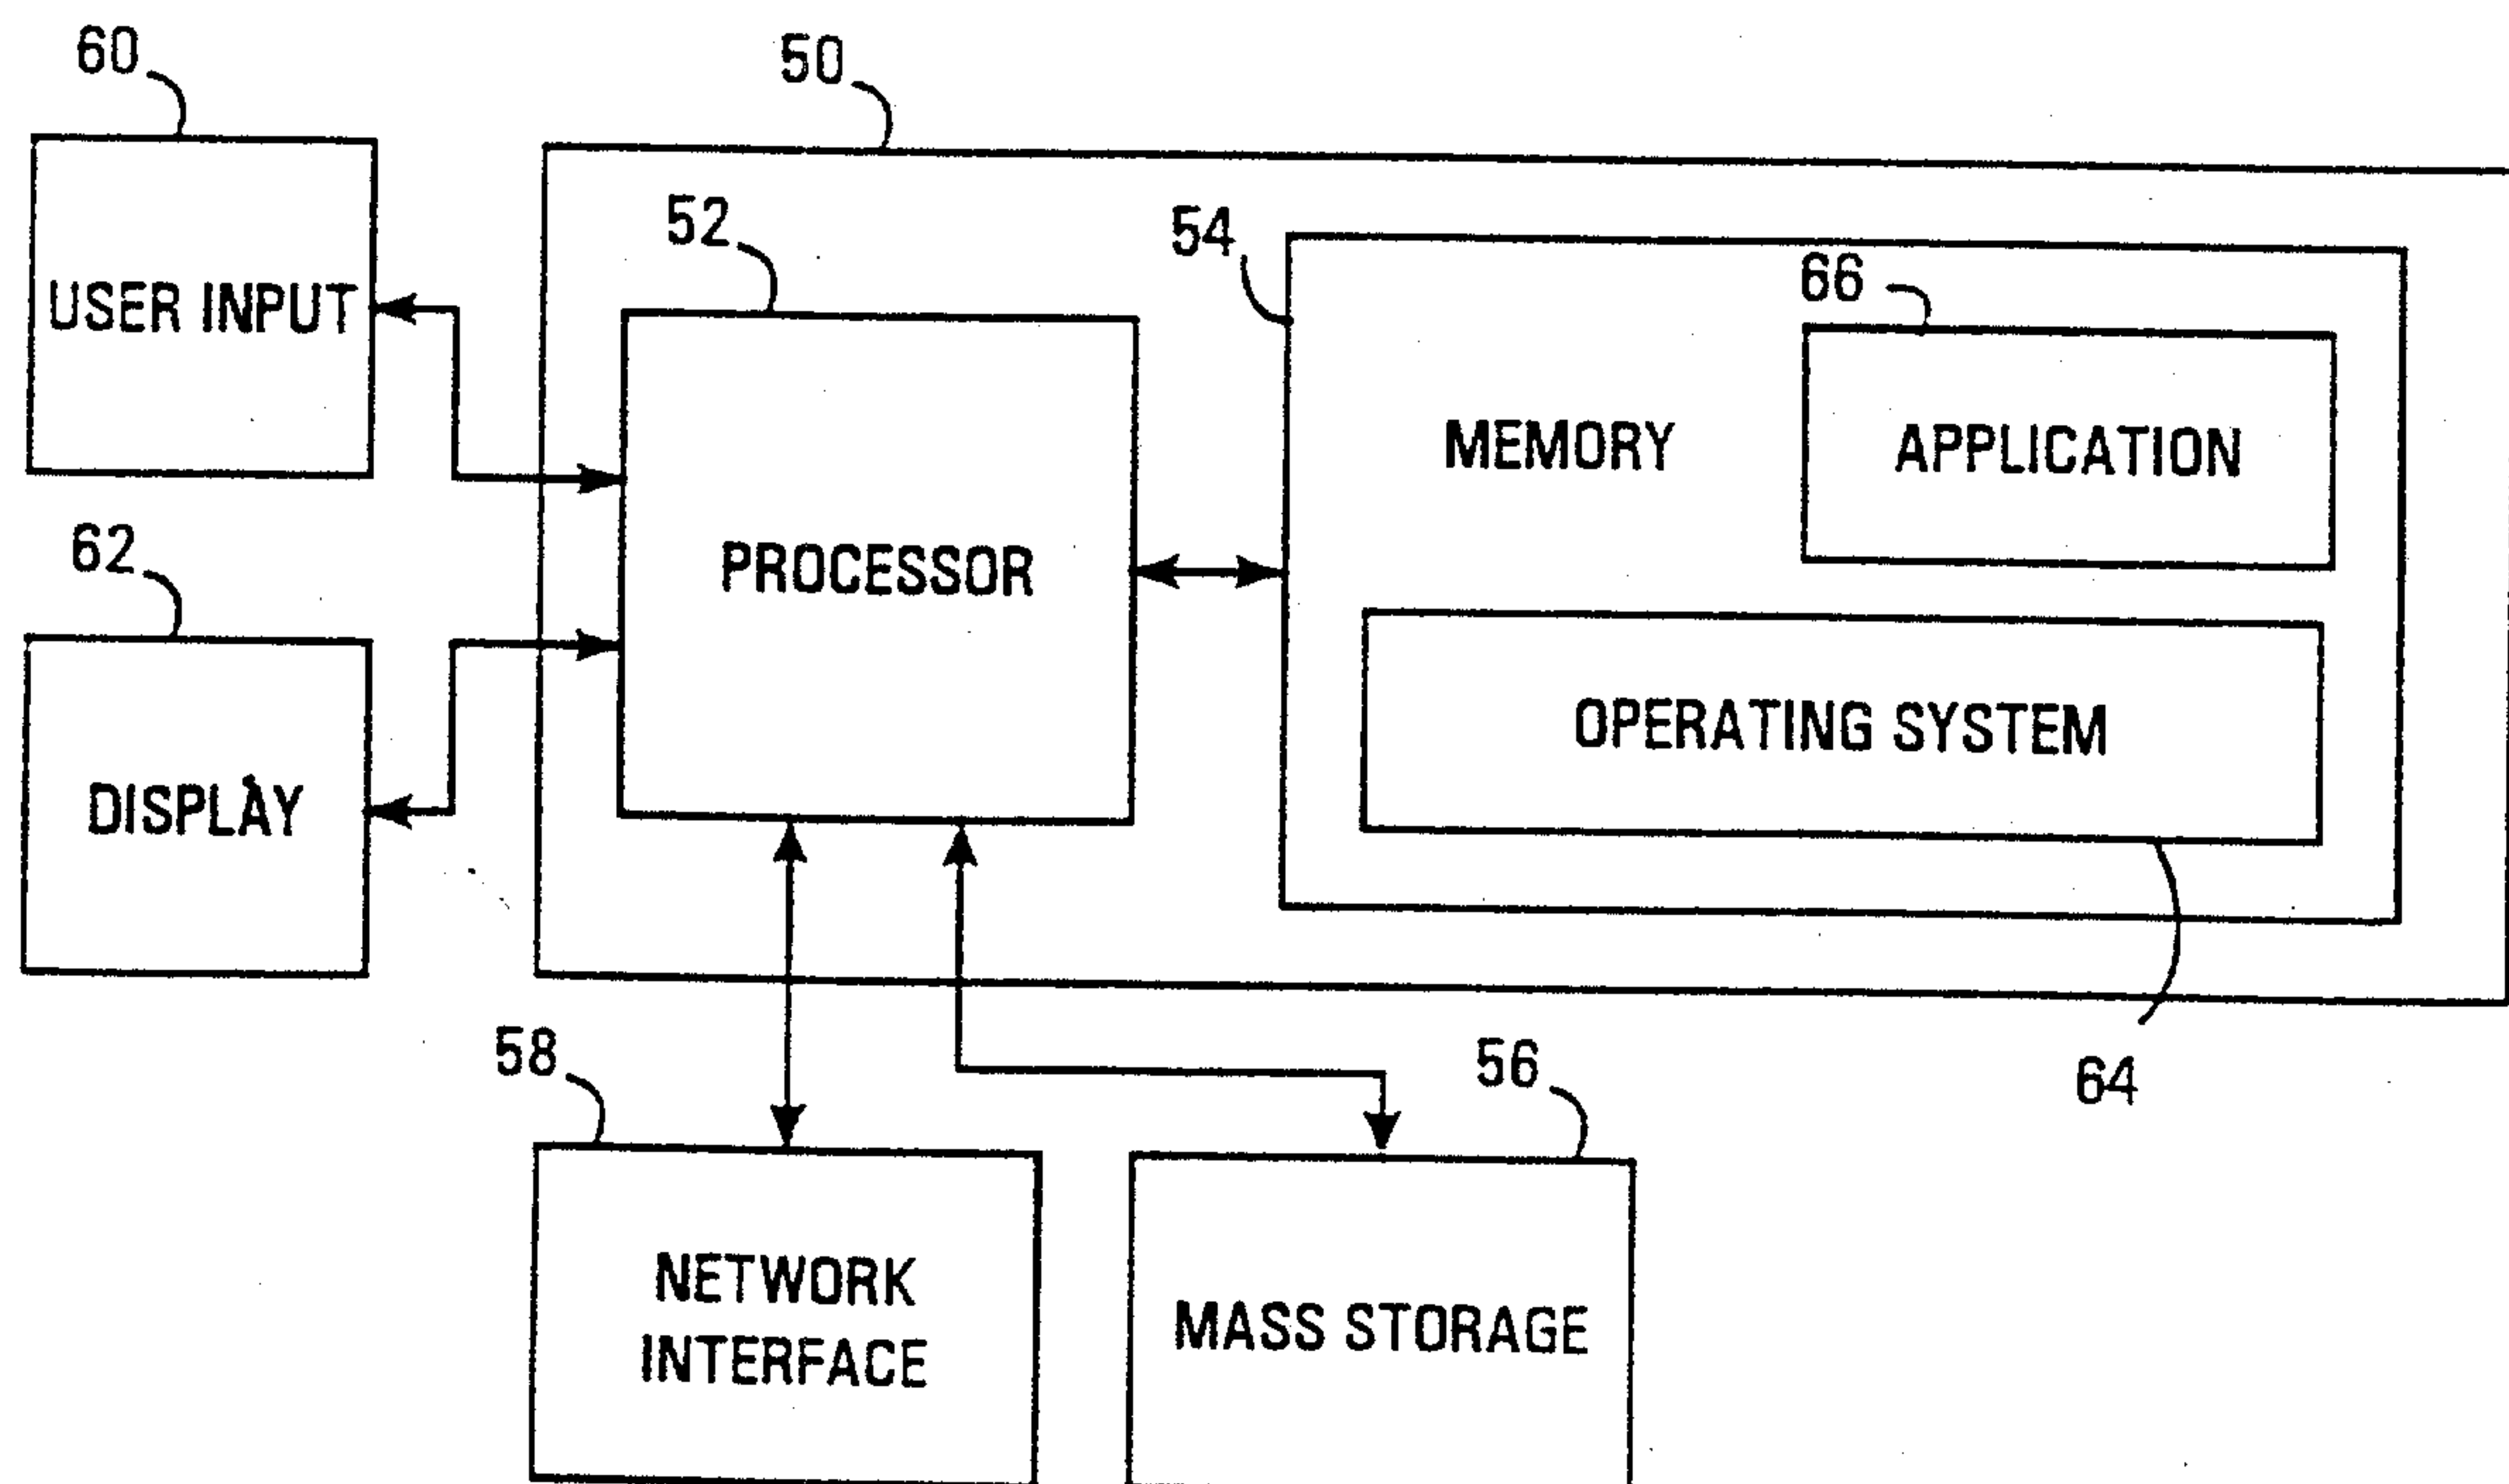 60
50
52
54
66
USER INPUT
MEMORY
APPLICATION
62
PROCESSOR
OPERATING SYSTEM
DISPLAY
58
56
64
NETWORK
INTERFACE
MASS STORAGE